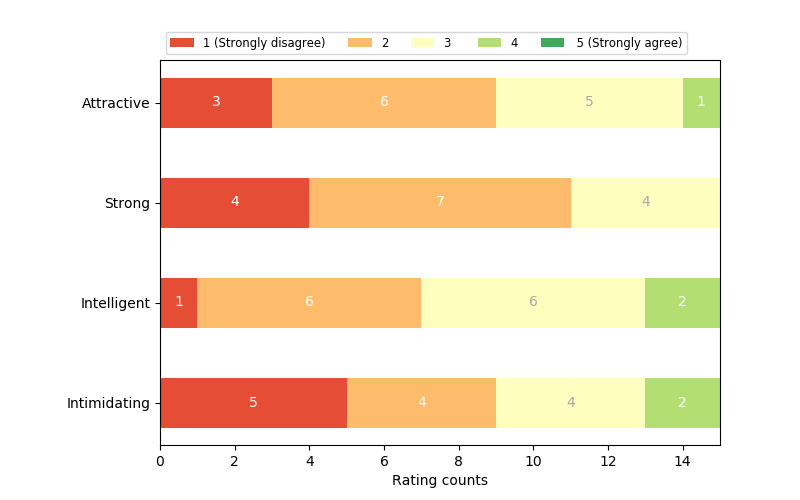 1 (Strongly disagree) 2 3 4 5 (Strongly agree)
Attractive 3 6 5 1
Strong 4 7 4
Intelligent 1 6 6 2
Intimidating 5 4 4 2
0 2 4 6 8 10 12 14
Rating counts